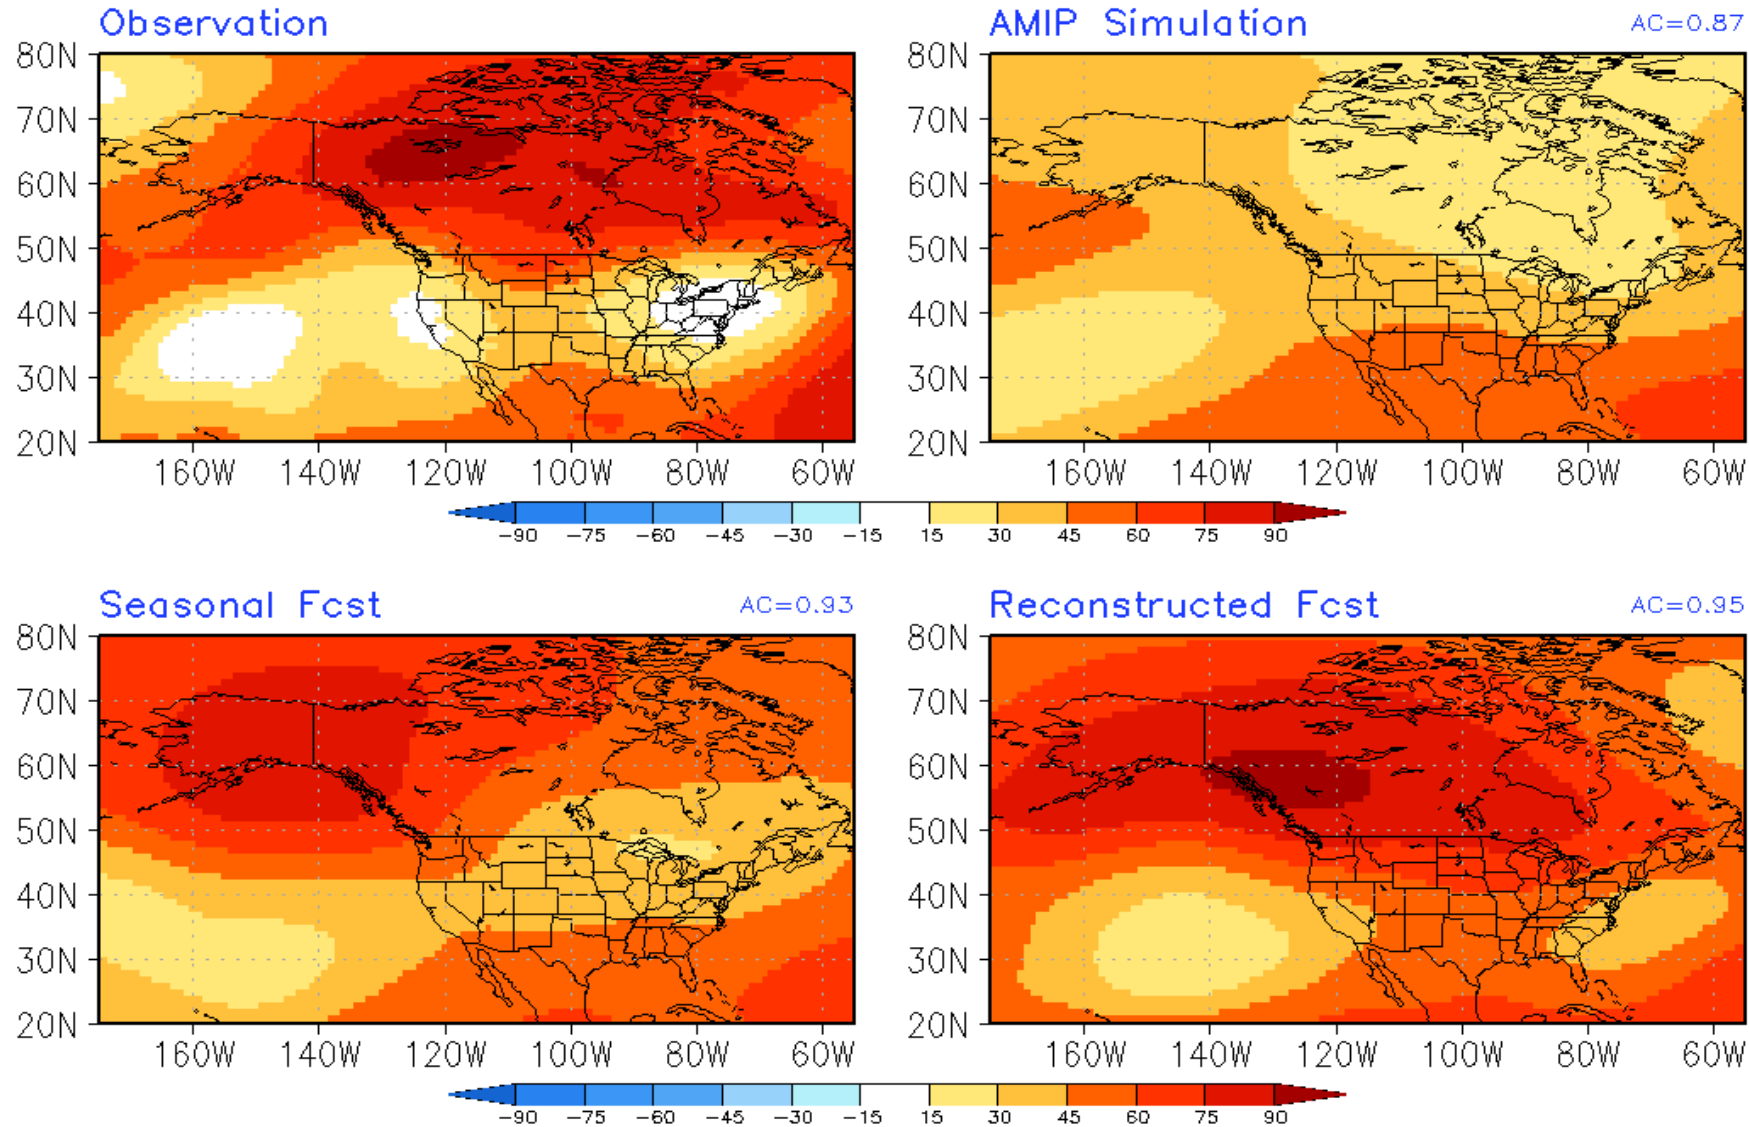 Observation
AMIP Simulation AC=0.87
80N 80N
70N 70N
60N 60N
50N 50N
40N 40N
30N 30N
20N 20N
160W 140W 120W 100W 80W 60W 160W 140W 120W 100W 80W 60W
-90 -75 -60 -45 -30 -15 15 30 45 60 75 90
Seasonal Fcst AC=0.93
Reconstructed Fcst AC=0.95
80N 80N
70N 70N
60N 60N
50N 50N
40N 40N
30N 30N
20N 20N
160W 140W 120W 100W 80W 60W 160W 140W 120W 100W 80W 60W
-90 -75 -60 -45 -30 -15 15 30 45 60 75 90